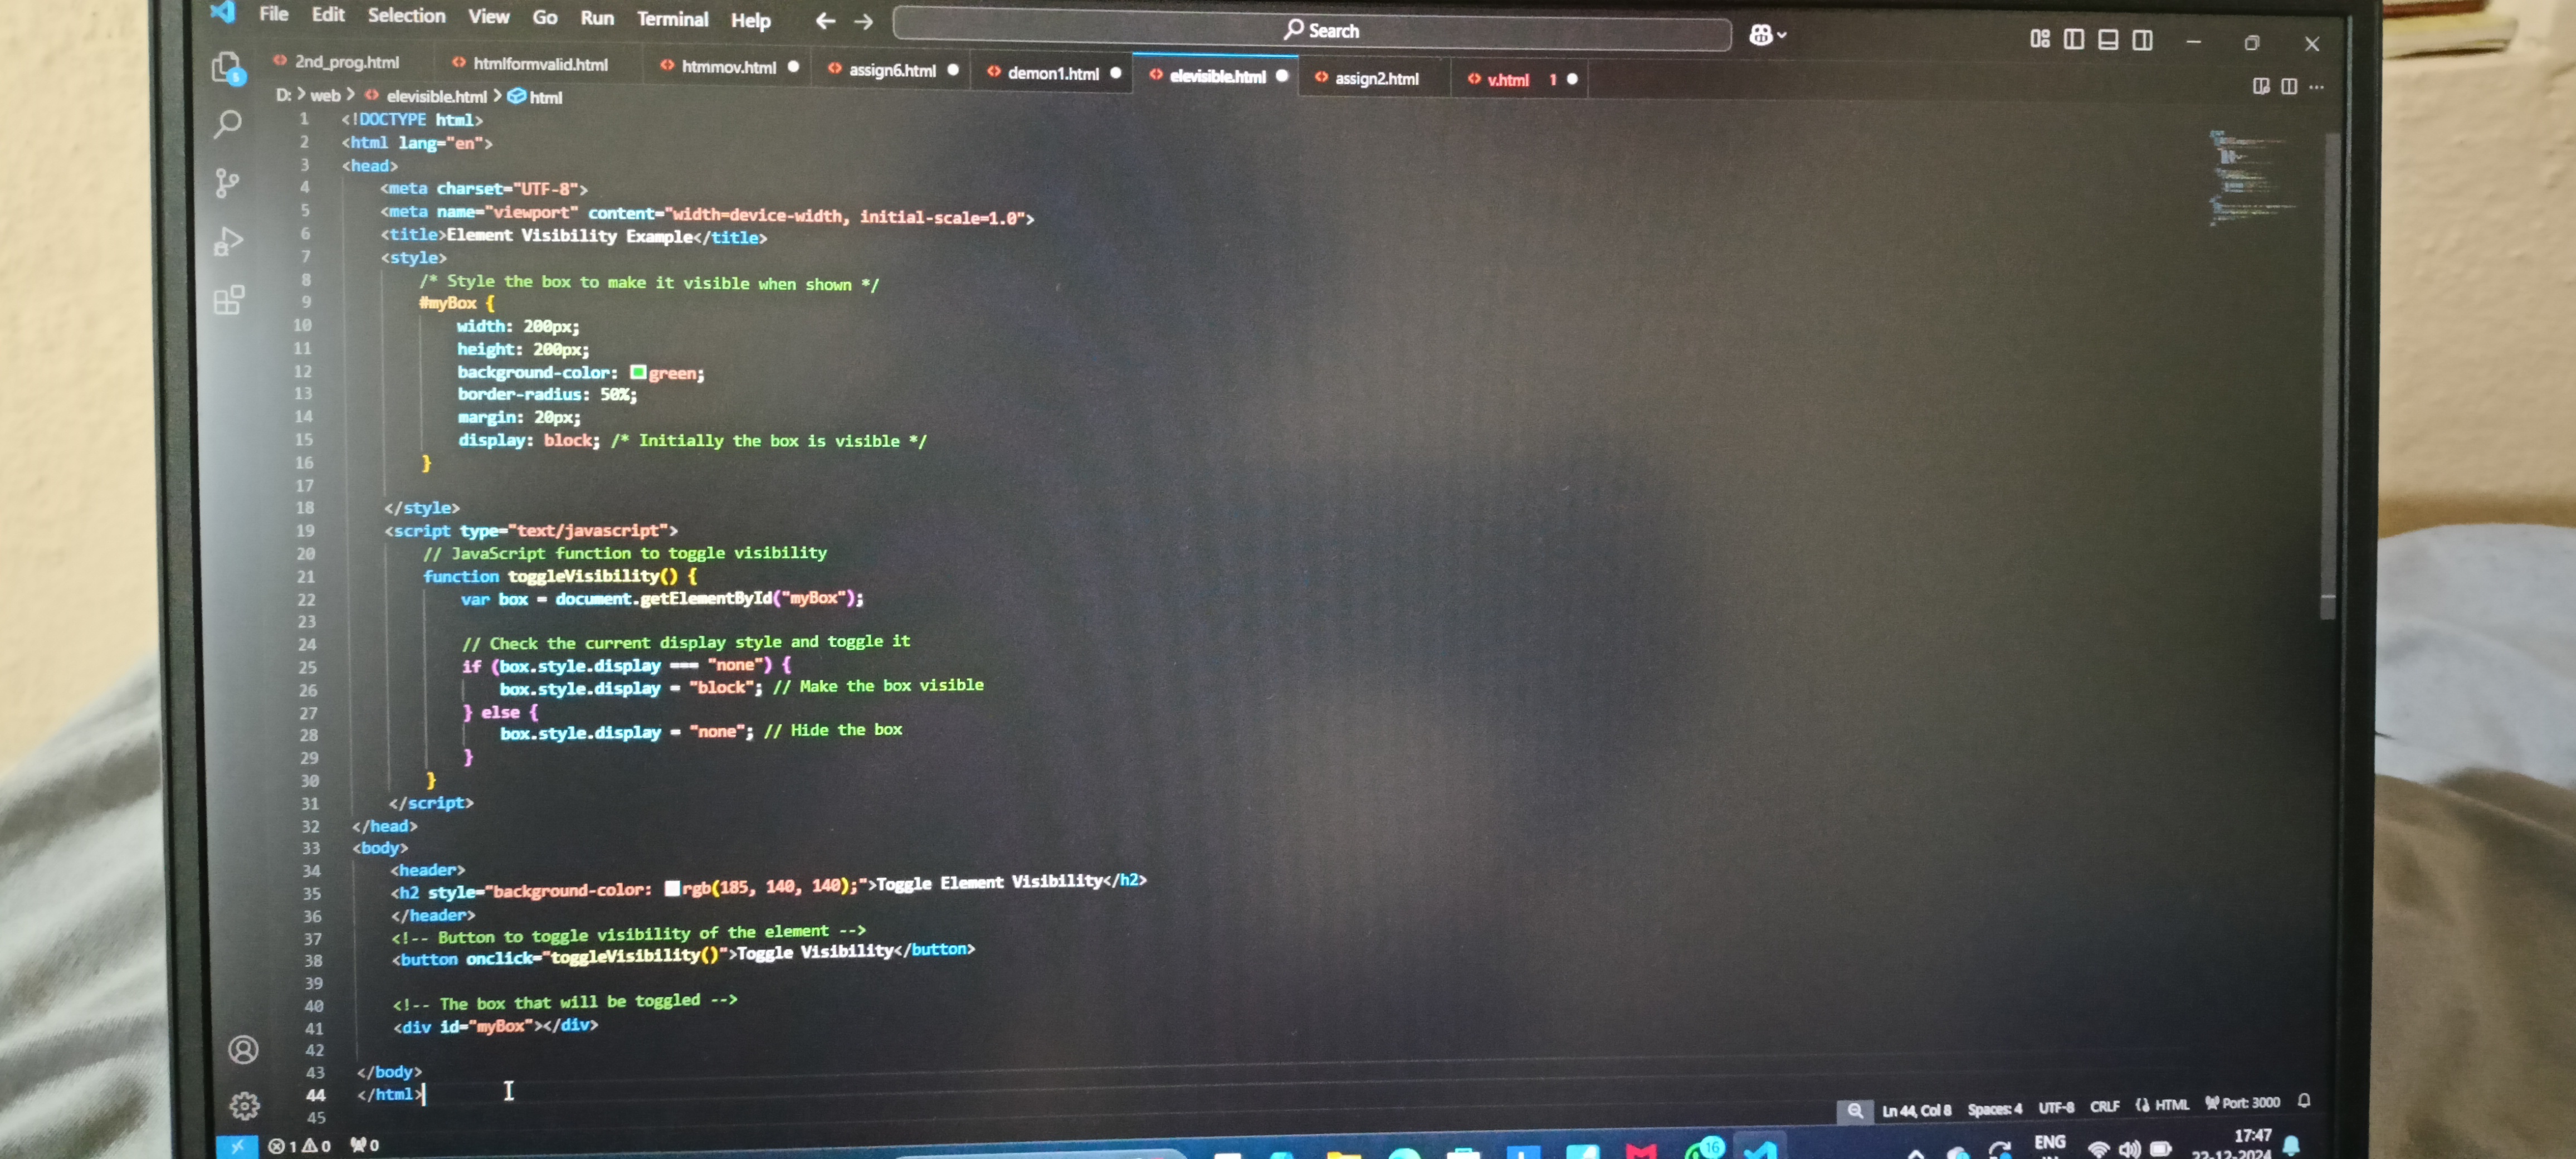 File Edit Selection View Go Run Terminal Help Search
2nd_prog.html htmlformvalid.html htmmov.html assign6.html demon1.html elevisible.html assign2.html v.html 1
D: > web > elevisible.html > html
1 <!DOCTYPE html>
2 <html lang="en">
3 <head>
4 <meta charset="UTF-8">
5 <meta name="viewport" content="width=device-width, initial-scale=1.0">
6 <title>Element Visibility Example</title>
7 <style>
8 /* Style the box to make it visible when shown */
9 #myBox {
10 width: 200px;
11 height: 200px;
12 background-color: green;
13 border-radius: 50%;
14 margin: 20px;
15 display: block; /* Initially the box is visible */
16 }
17
18 </style>
19 <script type="text/javascript">
20 // JavaScript function to toggle visibility
21 function toggleVisibility() {
22 var box = document.getElementById("myBox");
23
24 // Check the current display style and toggle it
25 if (box.style.display === "none") {
26 box.style.display = "block"; // Make the box visible
27 } else {
28 box.style.display = "none"; // Hide the box
29 }
30 }
31 </script>
32 </head>
33 <body>
34 <header>
35 <h2 style="background-color: rgb(185, 140, 140);">Toggle Element Visibility</h2>
36 </header>
37 <!-- Button to toggle visibility of the element -->
38 <button onclick="toggleVisibility()">Toggle Visibility</button>
39
40 <!-- The box that will be toggled -->
41 <div id="myBox"></div>
42
43 </body>
44 </html>
45
Ln 44, Col 8 Spaces: 4 UTF-8 CRLF HTML Port: 3000
1 0 0
16 ENG 17:47
22-12-2024